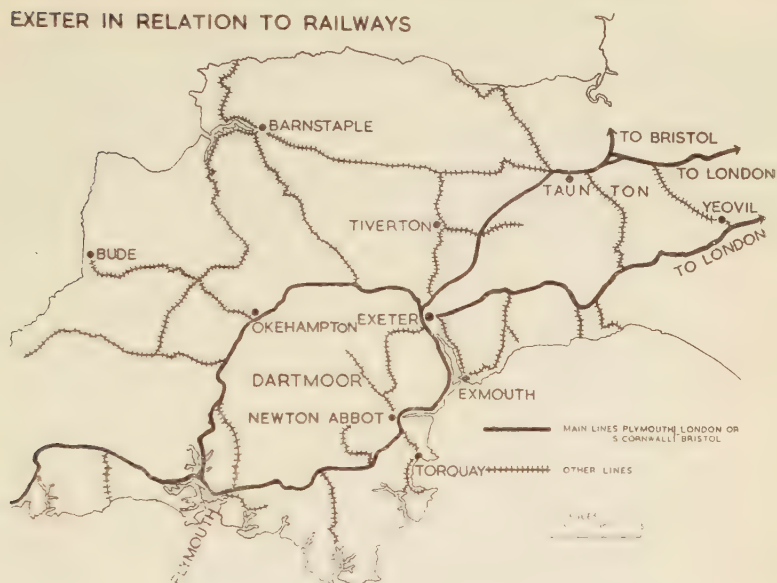 EXETER IN RELATION TO RAILWAYS
BARNSTAPLE
TO BRISTOL
TO LONDON
TAUNTON
YEOVIL
TIVERTON
TO LONDON
BUDE
OKEHAMPTON
EXETER
DARTMOOR
EXMOUTH
NEWTON ABBOT
MAIN LINES PLYMOUTH LONDON OR
S CORNWALL BRISTOL
TORQUAY
OTHER LINES
PLYMOUTH